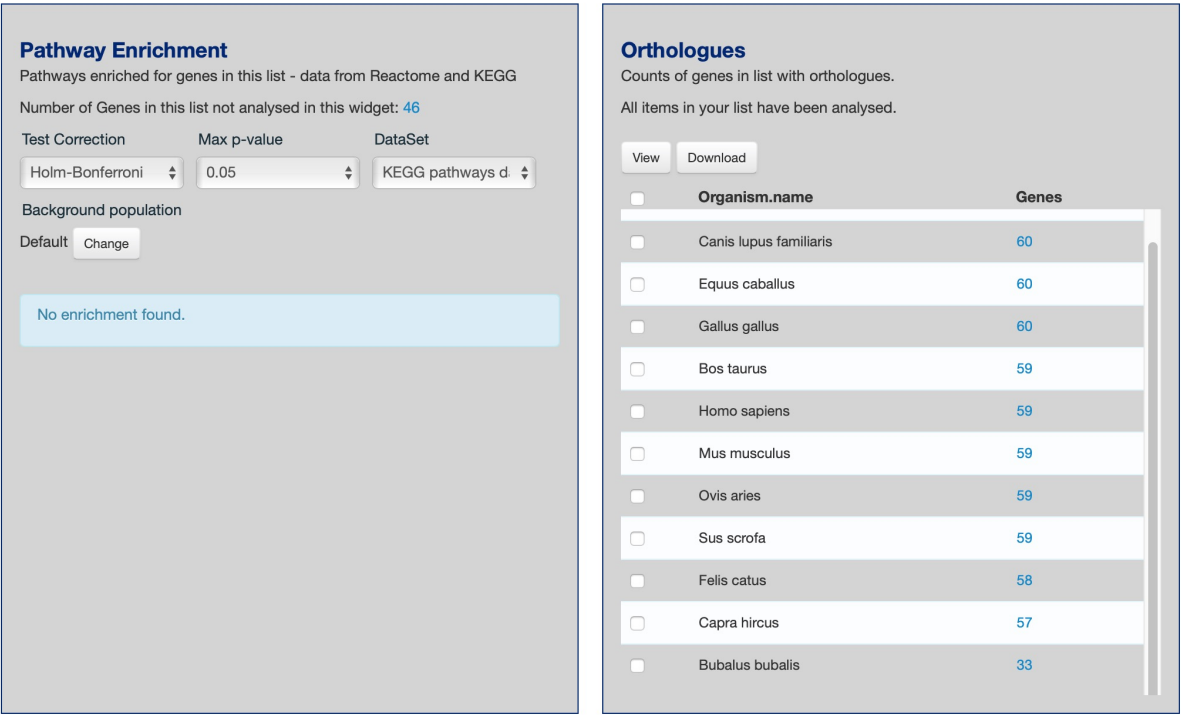 Pathway Enrichment
Pathways enriched for genes in this list - data from Reactome and KEGG
Number of Genes in this list not analysed in this widget: 46
Test Correction Max p-value DataSet
Holm-Bonferroni 0.05 KEGG pathways d
Background population
Default Change
No enrichment found.
Orthologues
Counts of genes in list with orthologues.
All items in your list have been analysed.
View Download
Organism.name Genes
Canis lupus familiaris 60
Equus caballus 60
Gallus gallus 60
Bos taurus 59
Homo sapiens 59
Mus musculus 59
Ovis aries 59
Sus scrofa 59
Felis catus 58
Capra hircus 57
Bubalus bubalis 33